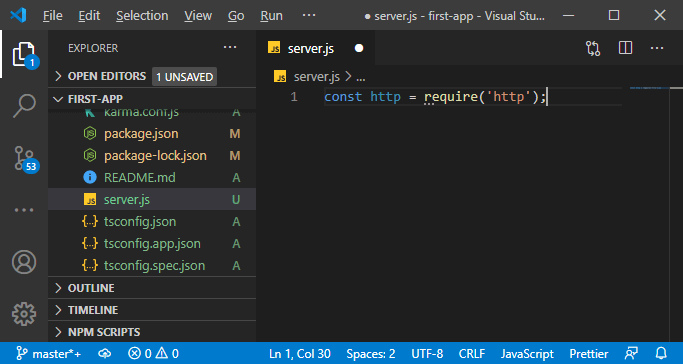 File Edit Selection View Go Run ··· ● server.js - first-app - Visual Stu...
EXPLORER ···
1
OPEN EDITORS 1 UNSAVED
FIRST-APP
karma.conf.js A
package.json M
package-lock.json M
README.md A
server.js U
tsconfig.json A
tsconfig.app.json A
tsconfig.spec.json A
OUTLINE
TIMELINE
NPM SCRIPTS
53
JS server.js ●
JS server.js > ...
1 const http = require('http');
master*+ 0 0 Ln 1, Col 30 Spaces: 2 UTF-8 CRLF JavaScript Prettier